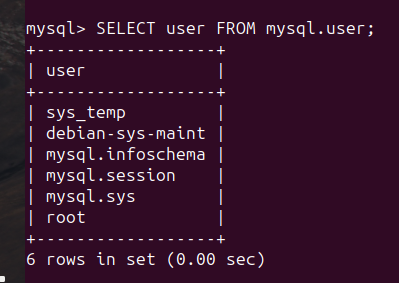 mysql> SELECT user FROM mysql.user;
+------------------+
| user             |
+------------------+
| sys_temp         |
| debian-sys-maint |
| mysql.infoschema |
| mysql.session    |
| mysql.sys        |
| root             |
+------------------+
6 rows in set (0.00 sec)